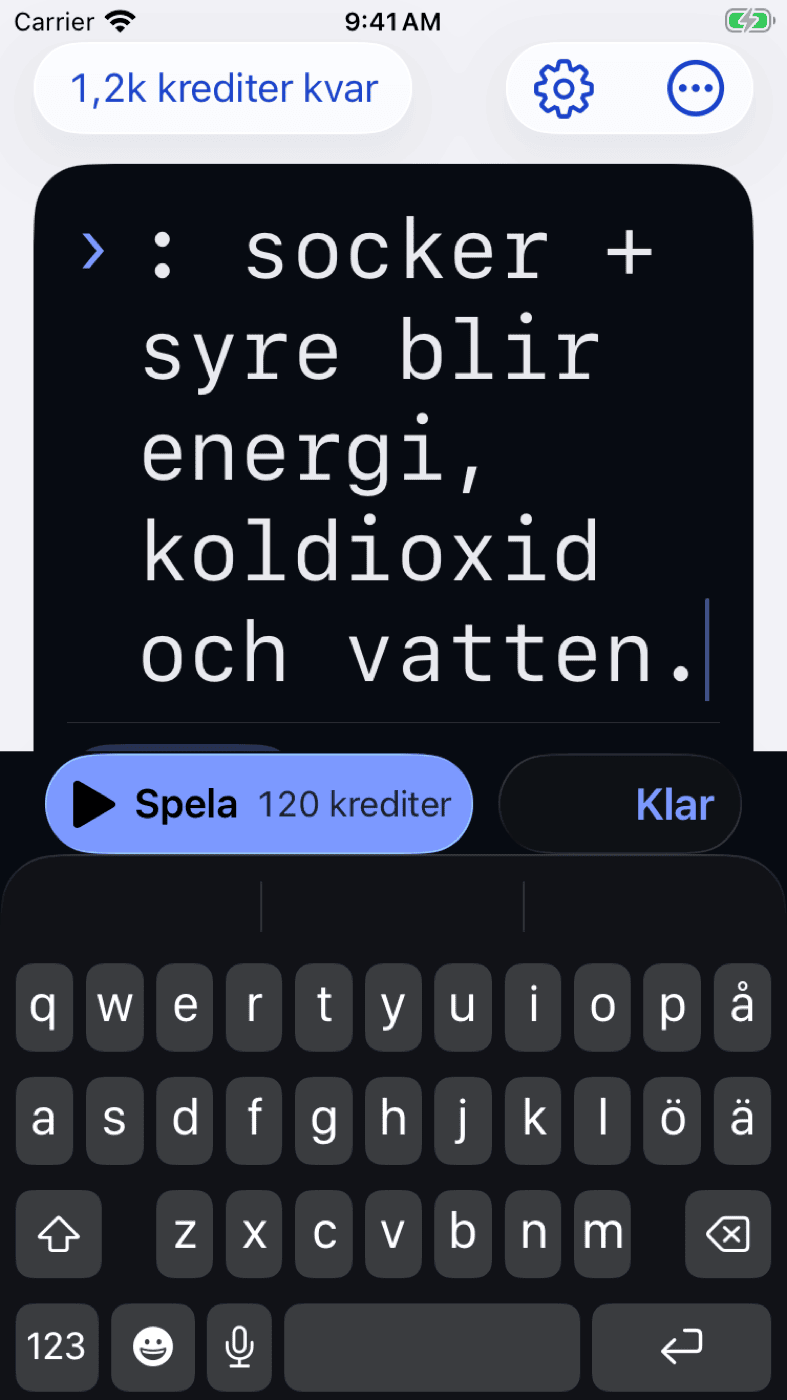 Carrier 9:41 AM
1,2k krediter kvar
› : socker +
syre blir
energi,
koldioxid
och vatten.
Spela 120 krediter Klar
q w e r t y u i o p å
a s d f g h j k l ö ä
z x c v b n m
123